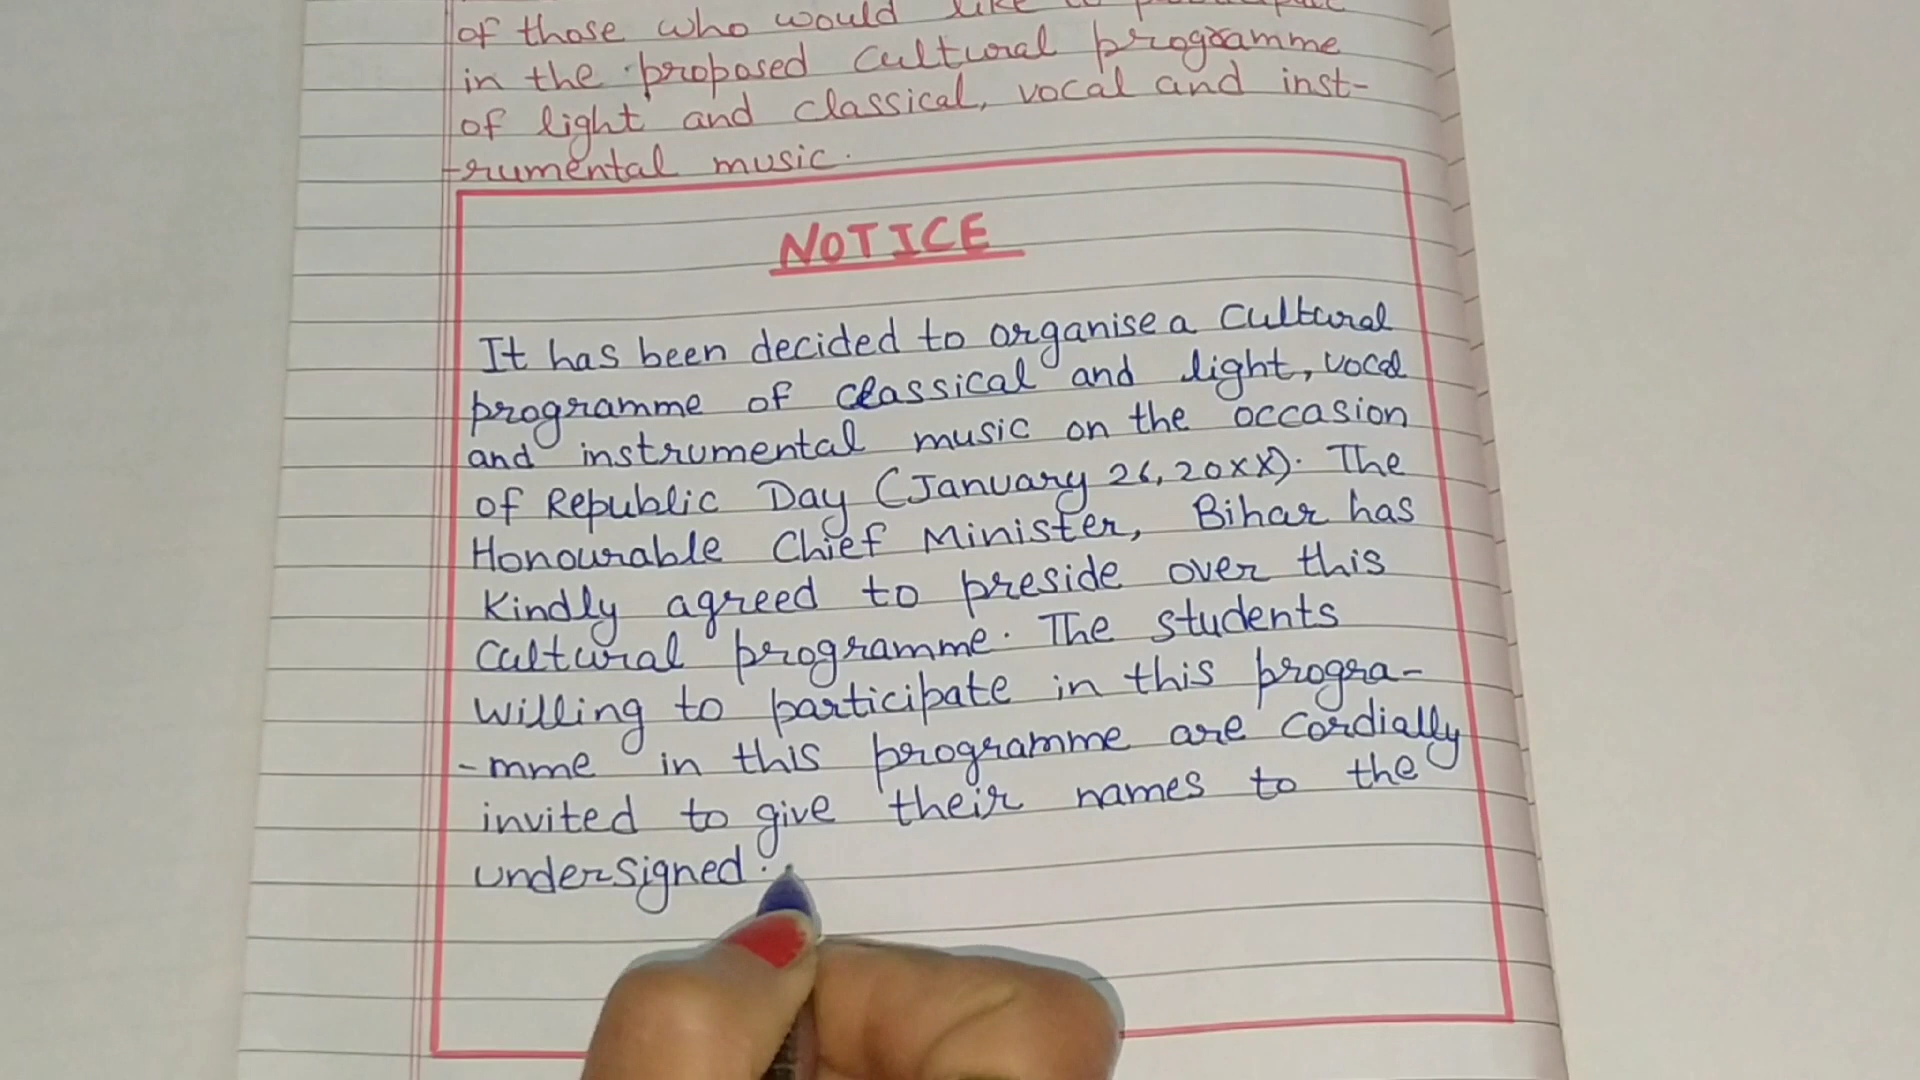 of those who would like to participate
in the proposed cultural programme
of light and classical, vocal and inst-
-rumental music.
NOTICE
It has been decided to organise a cultural
programme of classical and light, vocal
and instrumental music on the occasion
of Republic Day (January 26, 20XX). The
Honourable Chief Minister, Bihar has
kindly agreed to preside over this
cultural programme. The students
willing to participate in this progra-
-mme in this programme are cordially
invited to give their names to the
undersigned.